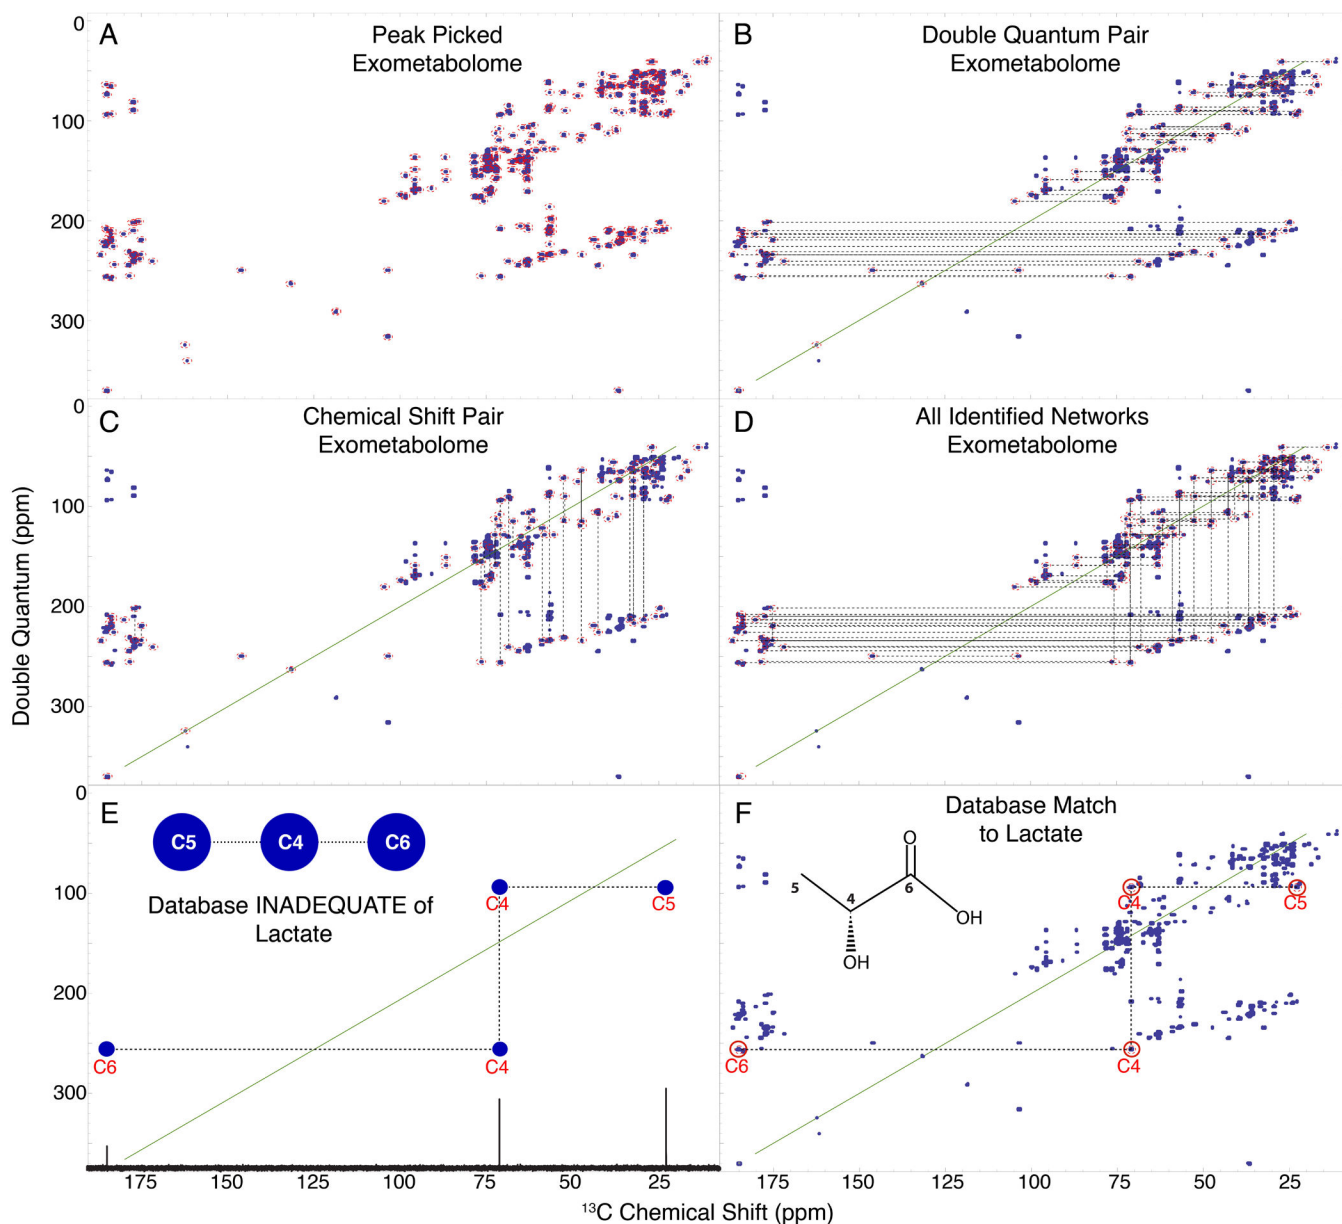 A
Peak Picked
Exometabolome
B
Double Quantum Pair
Exometabolome
0
100
200
300
C
Chemical Shift Pair
Exometabolome
D
All Identified Networks
Exometabolome
0
100
200
300
Double Quantum (ppm)
E
C5
C4
C6
Database INADEQUATE of
Lactate
C4
C5
C6
C4
0
100
200
300
175
150
125
100
75
50
25
F
Database Match
to Lactate
O
5
4
6
OH
OH
C4
C5
C6
C4
175
150
125
100
75
50
25
¹³C Chemical Shift (ppm)